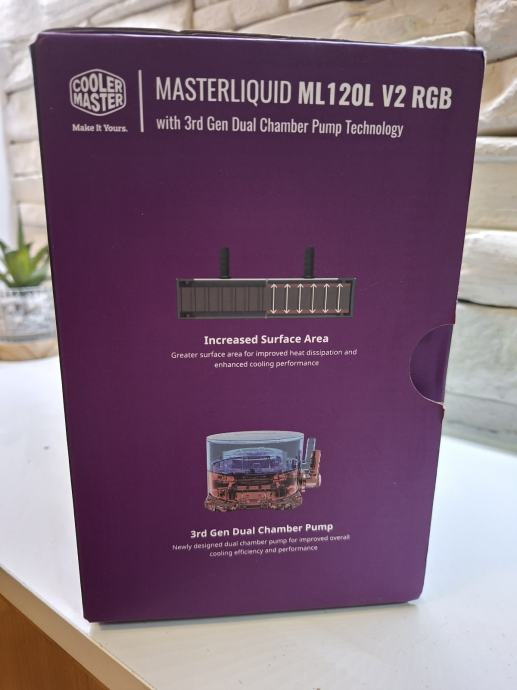 COOLER
MASTER
Make It Yours.
MASTERLIQUID ML120L V2 RGB
with 3rd Gen Dual Chamber Pump Technology
Increased Surface Area
Greater surface area for improved heat dissipation and
enhanced cooling performance
3rd Gen Dual Chamber Pump
Newly designed dual chamber pump for improved overall
cooling efficiency and performance